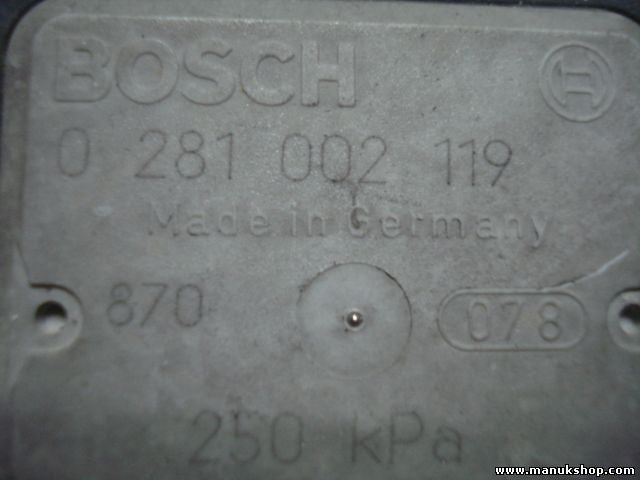 BOSCH
0 281 002 119
Made in Germany
870
078
250 kPa
www.manukshop.com